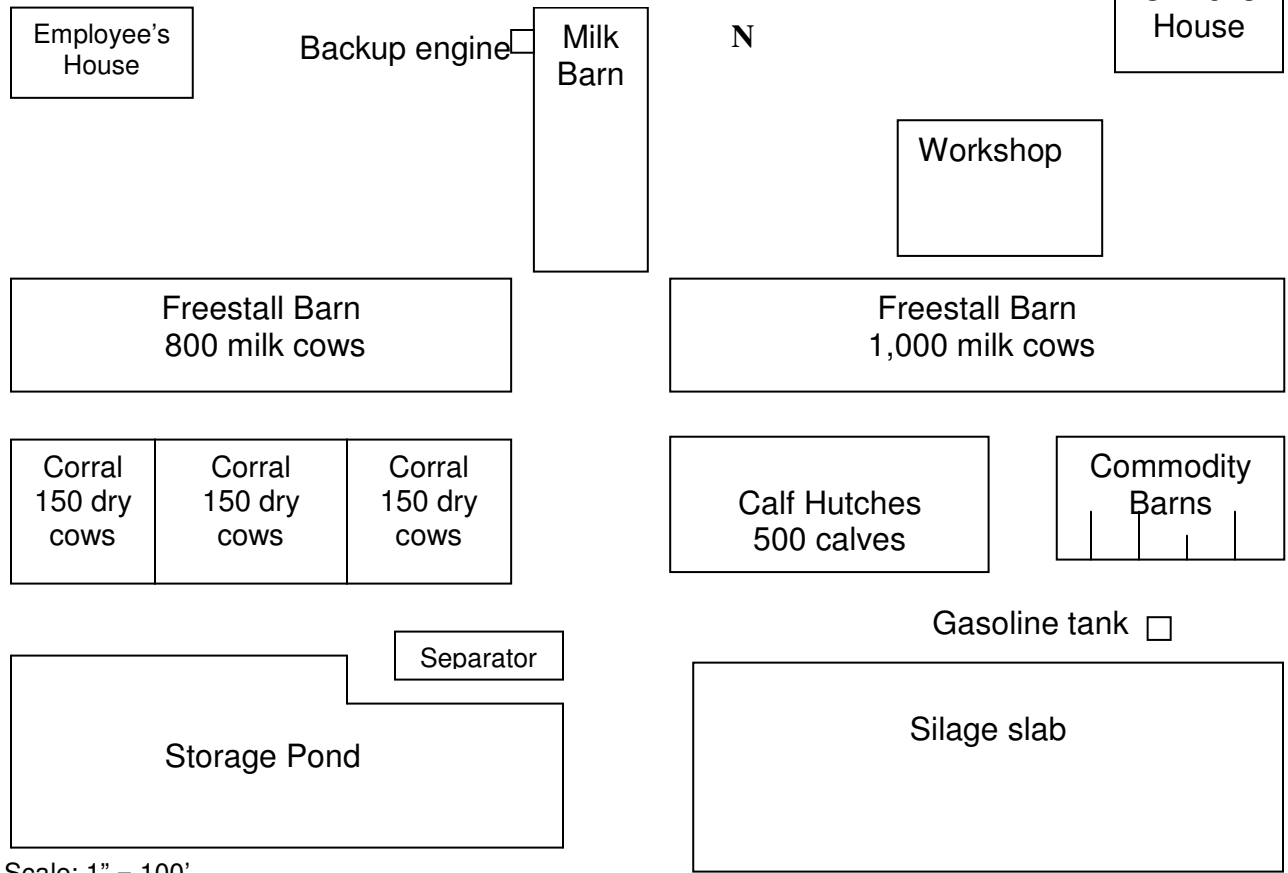 Employee's
House
Backup engine
Milk
Barn
N
House
Workshop
Freestall Barn
800 milk cows
Freestall Barn
1,000 milk cows
Corral
150 dry
cows
Corral
150 dry
cows
Corral
150 dry
cows
Calf Hutches
500 calves
Commodity
Barns
Gasoline tank
Separator
Storage Pond
Silage slab
Scale: 1" = 100'